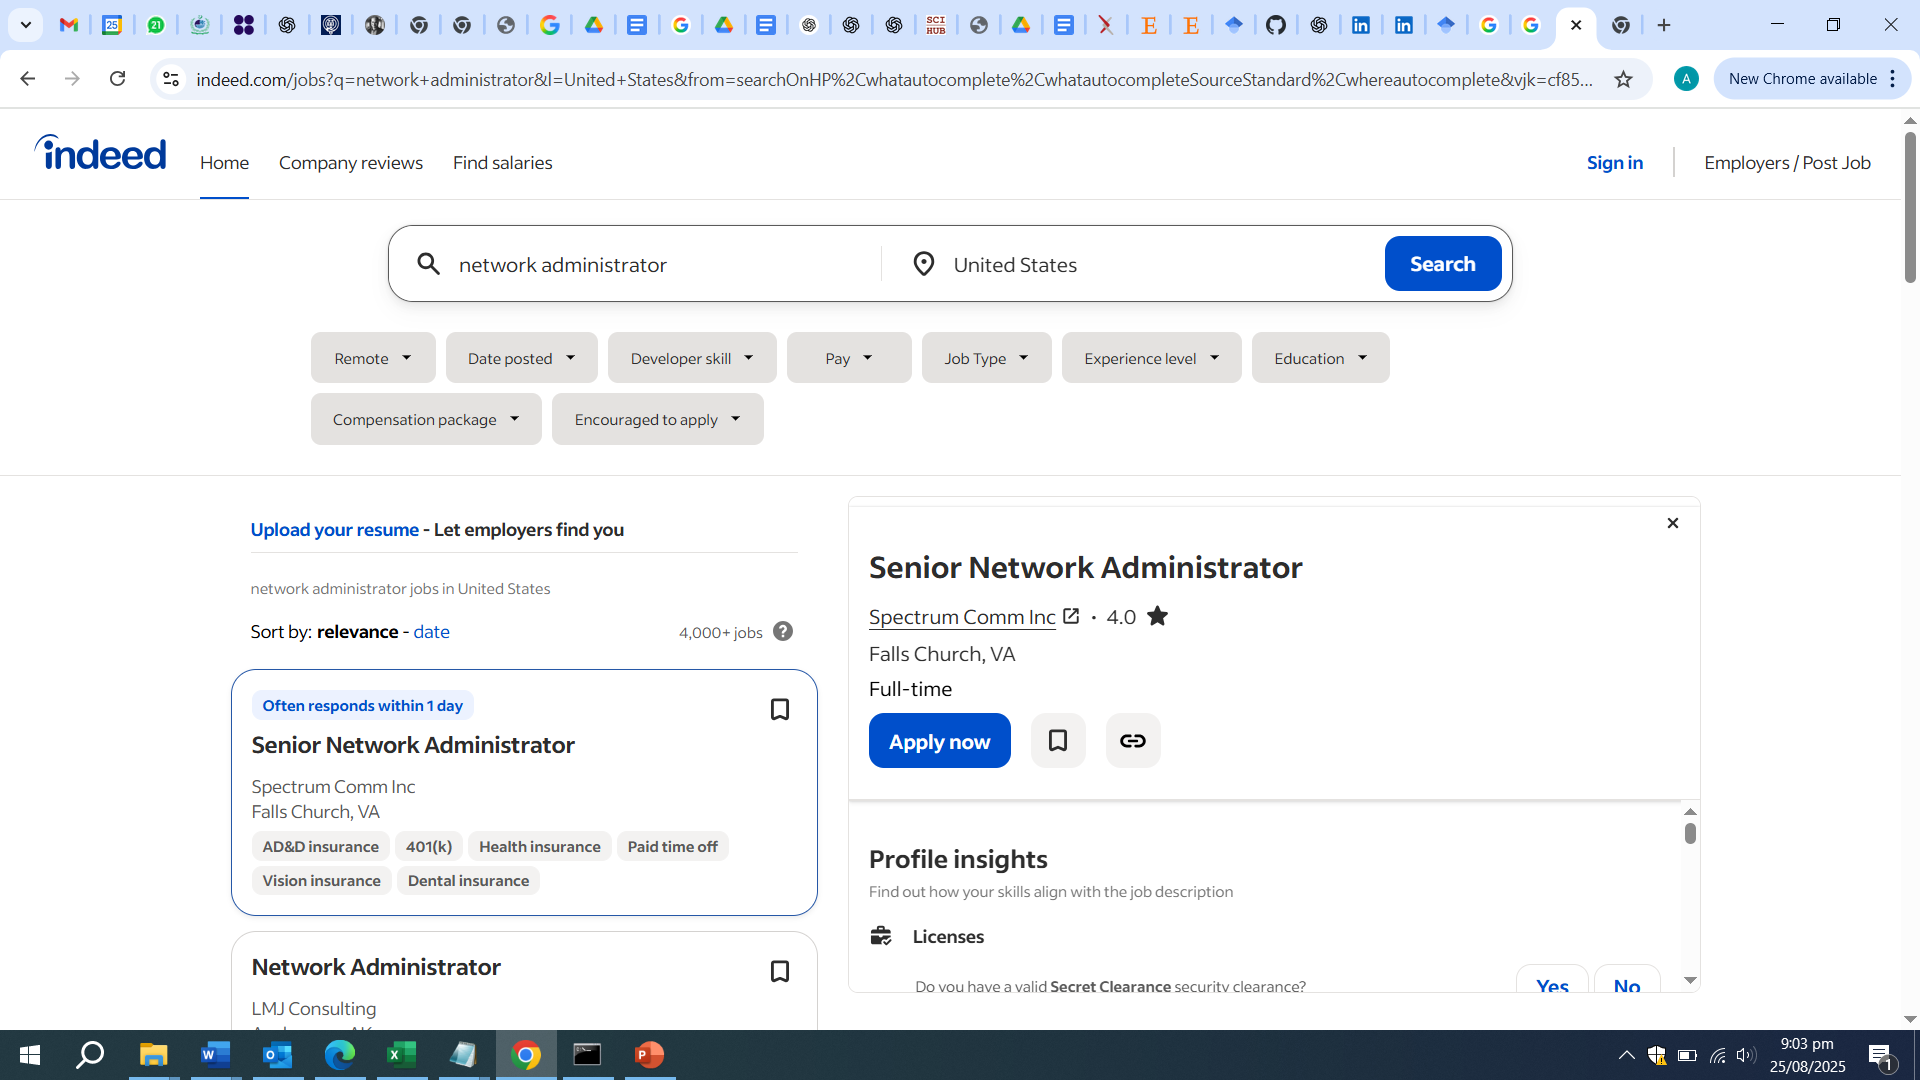 25
21
SCI
HUB
indeed.com/jobs?q=network+administrator&l=United+States&from=searchOnHP%2Cwhatautocomplete%2CwhatautocompleteSourceStandard%2Cwhereautocomplete&vjk=cf85...
A
New Chrome available
indeed
Home
Company reviews
Find salaries
Sign in
Employers / Post Job
network administrator
United States
Search
Remote
Date posted
Developer skill
Pay
Job Type
Experience level
Education
Compensation package
Encouraged to apply
Upload your resume - Let employers find you
network administrator jobs in United States
Sort by: relevance - date
4,000+ jobs
Often responds within 1 day
Senior Network Administrator
Spectrum Comm Inc
Falls Church, VA
AD&D insurance
401(k)
Health insurance
Paid time off
Vision insurance
Dental insurance
Network Administrator
LMJ Consulting
Senior Network Administrator
Spectrum Comm Inc · 4.0
Falls Church, VA
Full-time
Apply now
Profile insights
Find out how your skills align with the job description
Licenses
Do you have a valid Secret Clearance security clearance?
Yes
No
9:03 pm
25/08/2025
1